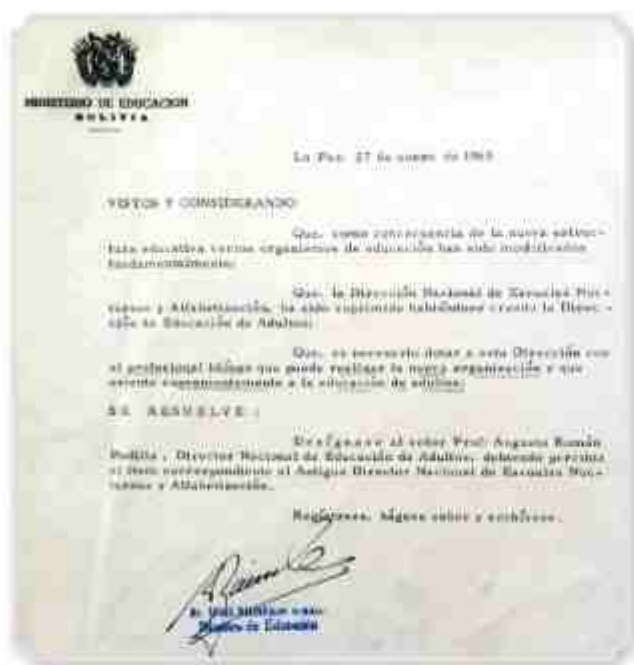 MINISTERIO DE EDUCACION
BOLIVIA
La Paz, 27 de enero de 1969
VISTOS Y CONSIDERANDO:
Que, como consecuencia de la nueva estruc-
tura educativa varios organismos de educación han sido modificados
fundamentalmente;
Que, la Dirección Nacional de Escuelas Noc-
turnas y Alfabetización, ha sido suprimida habiéndose creado la Direc-
ción de Educación de Adultos;
Que, es necesario dotar a esta Dirección con
el profesional idóneo que pueda realizar la nueva organización y que
oriente convenientemente a la educación de adultos;
SE RESUELVE:
Desígnase al señor Prof. Augusto Román
Padilla, Director Nacional de Educación de Adultos, debiendo percibir
el ítem correspondiente al Antiguo Director Nacional de Escuelas Noc-
turnas y Alfabetización.
Regístrese, hágase saber y archívese.
Ministro de Educación